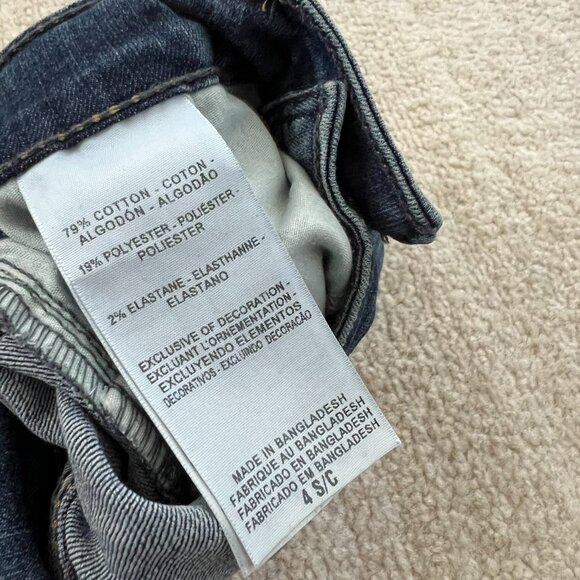 79% COTTON - COTON -
ALGODÓN - ALGODÃO
19% POLYESTER - POLIÉSTER -
POLIESTER
2% ELASTANE - ELASTHANNE -
ELASTANO
EXCLUSIVE OF DECORATION -
EXCLUANT L'ORNEMENTATION -
EXCLUYENDO ELEMENTOS
DECORATIVOS - EXCLUINDO DECORAÇÃO
MADE IN BANGLADESH
FABRIQUE AU BANGLADESH
FABRICADO EN BANGLADESH
FABRICADO EM BANGLADESH
4 S/C